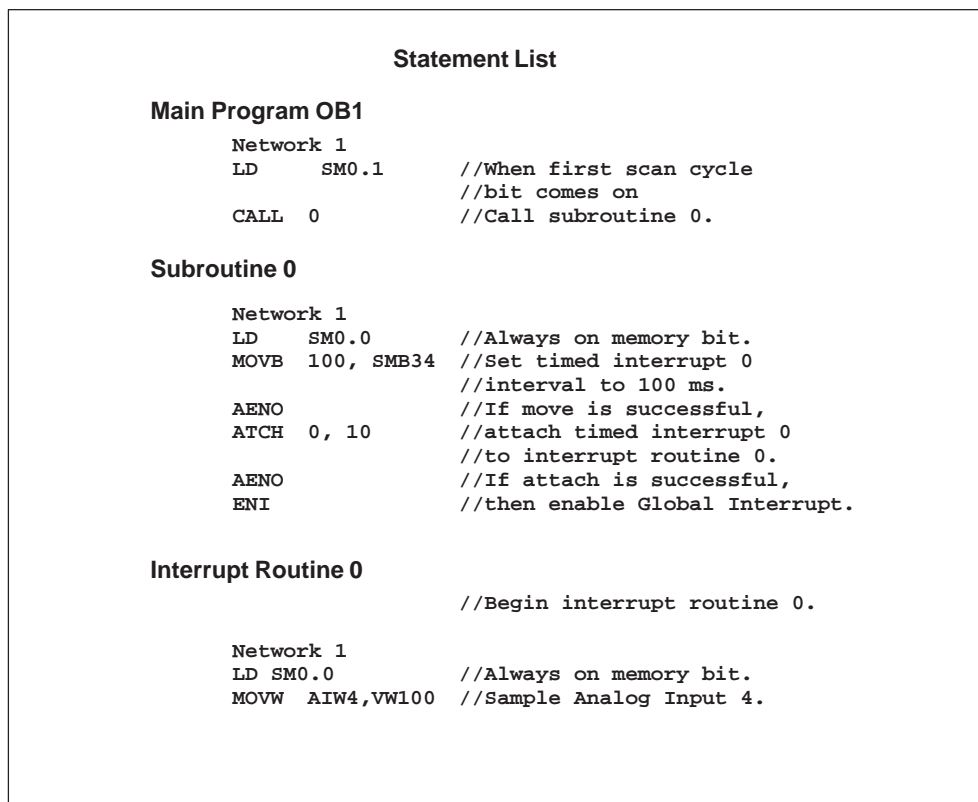 Statement List
Main Program OB1
Network 1
LD SM0.1 //When first scan cycle
//bit comes on
CALL 0 //Call subroutine 0.
Subroutine 0
Network 1
LD SM0.0 //Always on memory bit.
MOVB 100, SMB34 //Set timed interrupt 0
//interval to 100 ms.
AENO //If move is successful,
ATCH 0, 10 //attach timed interrupt 0
//to interrupt routine 0.
AENO //If attach is successful,
ENI //then enable Global Interrupt.
Interrupt Routine 0
//Begin interrupt routine 0.
Network 1
LD SM0.0 //Always on memory bit.
MOVW AIW4,VW100 //Sample Analog Input 4.